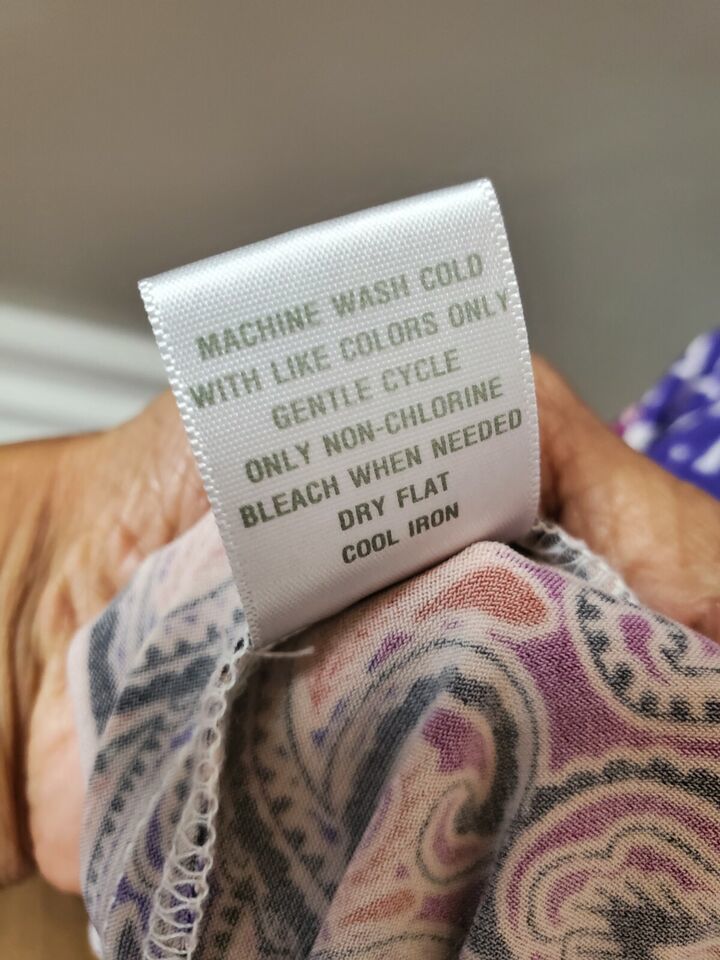 MACHINE WASH COLD
WITH LIKE COLORS ONLY
GENTLE CYCLE
ONLY NON-CHLORINE
BLEACH WHEN NEEDED
DRY FLAT
COOL IRON